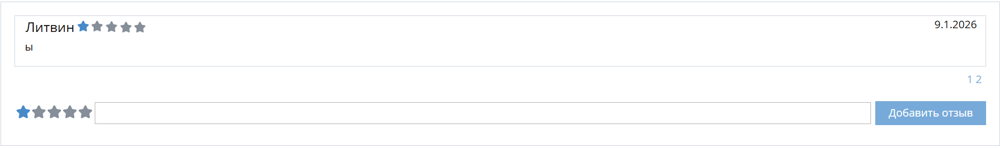 Литвин
9.1.2026
ы
1 2
Добавить отзыв